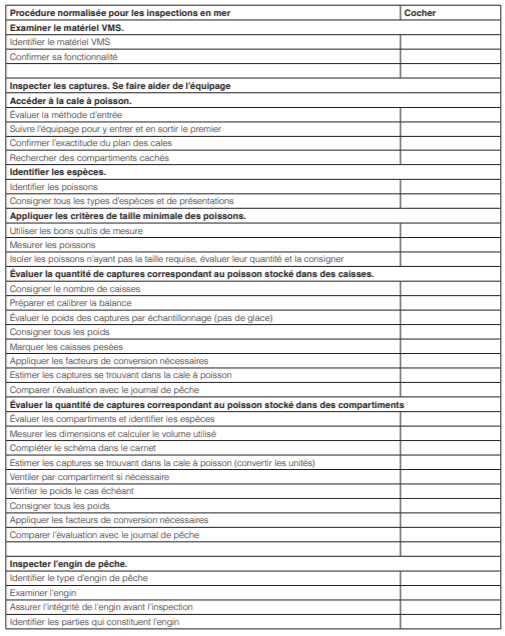 Procédure normalisée pour les inspections en mer Cocher
Examiner le matériel VMS.
Identifier le matériel VMS
Confirmer sa fonctionnalité
Inspecter les captures. Se faire aider de l'équipage
Accéder à la cale à poisson.
Évaluer la méthode d'entrée
Suivre l'équipage pour y entrer et en sortir le premier
Confirmer l'exactitude du plan des cales
Rechercher des compartiments cachés
Identifier les espèces.
Identifier les poissons
Consigner tous les types d'espèces et de présentations
Appliquer les critères de taille minimale des poissons.
Utiliser les bons outils de mesure
Mesurer les poissons
Isoler les poissons n'ayant pas la taille requise, évaluer leur quantité et la consigner
Évaluer la quantité de captures correspondant au poisson stocké dans des caisses.
Consigner le nombre de caisses
Préparer et calibrer la balance
Évaluer le poids des captures par échantillonnage (pas de glace)
Consigner tous les poids
Marquer les caisses pesées
Appliquer les facteurs de conversion nécessaires
Estimer les captures se trouvant dans la cale à poisson
Comparer l'évaluation avec le journal de pêche
Évaluer la quantité de captures correspondant au poisson stocké dans des compartiments
Évaluer les compartiments et identifier les espèces
Mesurer les dimensions et calculer le volume utilisé
Compléter le schéma dans le carnet
Estimer les captures se trouvant dans la cale à poisson (convertir les unités)
Ventiler par compartiment si nécessaire
Vérifier le poids le cas échéant
Consigner tous les poids
Appliquer les facteurs de conversion nécessaires
Comparer l'évaluation avec le journal de pêche
Inspecter l'engin de pêche.
Identifier le type d'engin de pêche
Examiner l'engin
Assurer l'intégrité de l'engin avant l'inspection
Identifier les parties qui constituent l'engin